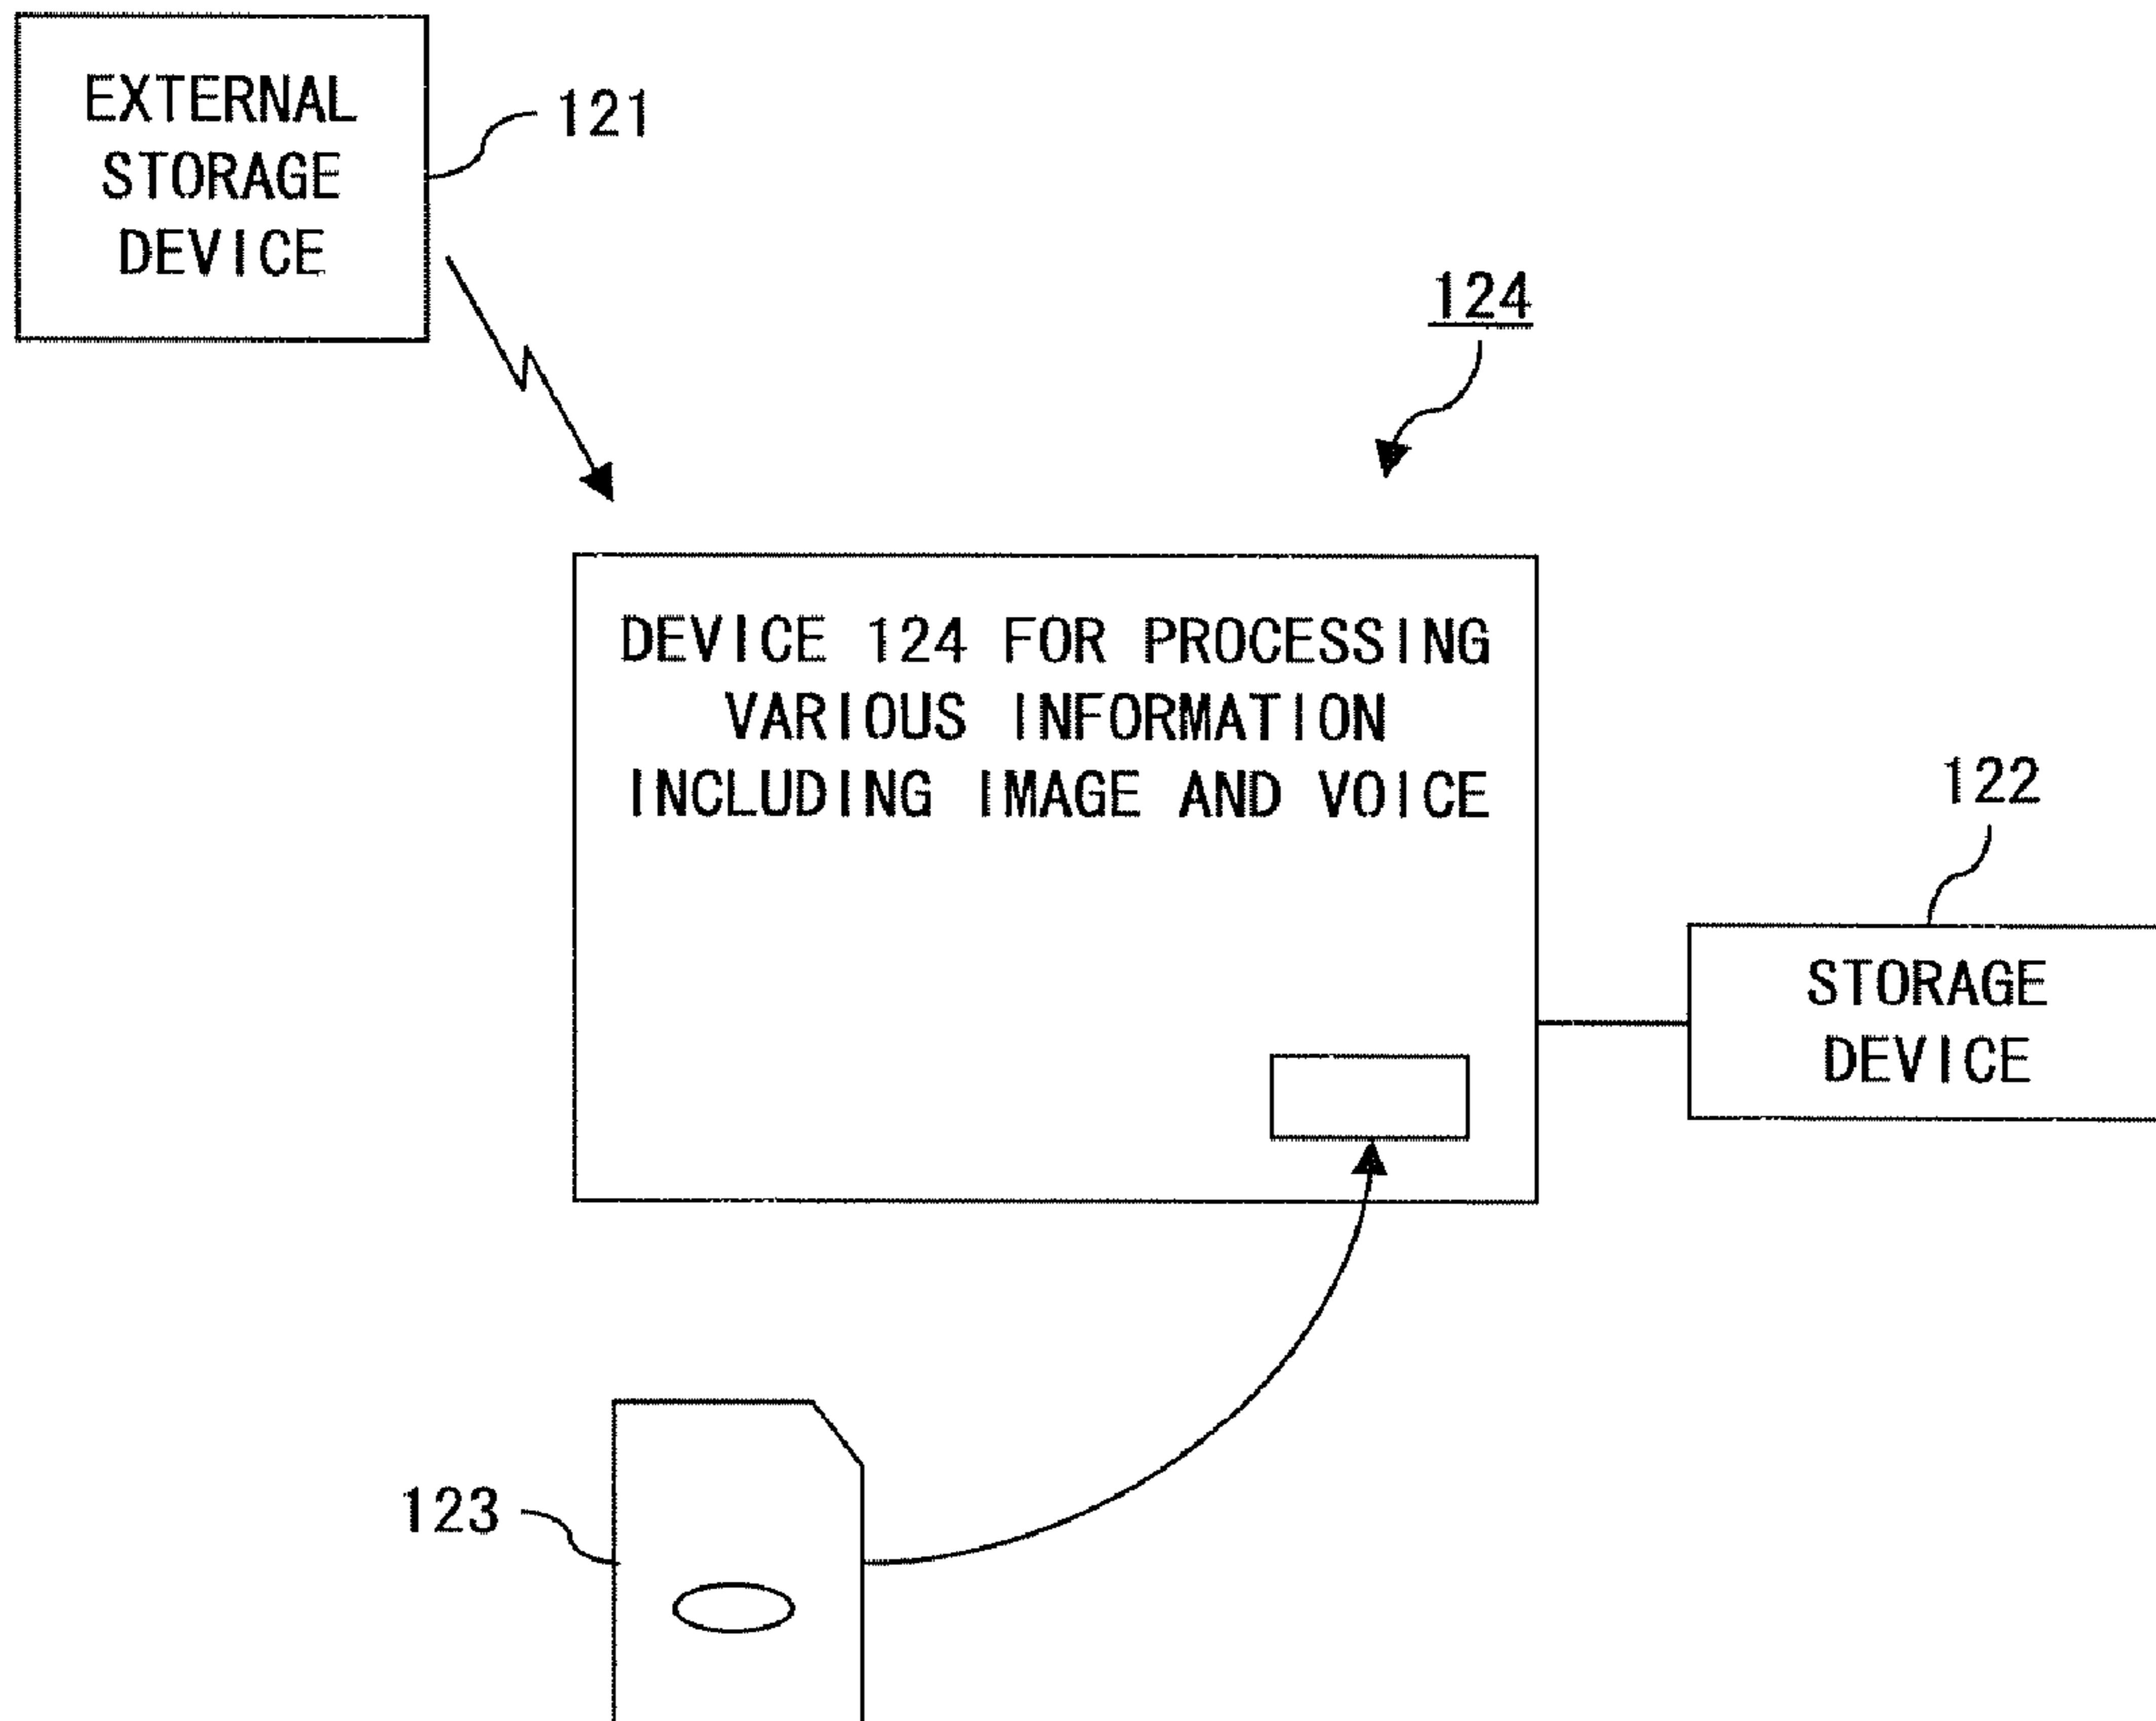 EXTERNAL
STORAGE
DEVICE
121
124
DEVICE 124 FOR PROCESSING
VARIOUS INFORMATION
INCLUDING IMAGE AND VOICE
122
STORAGE
DEVICE
123